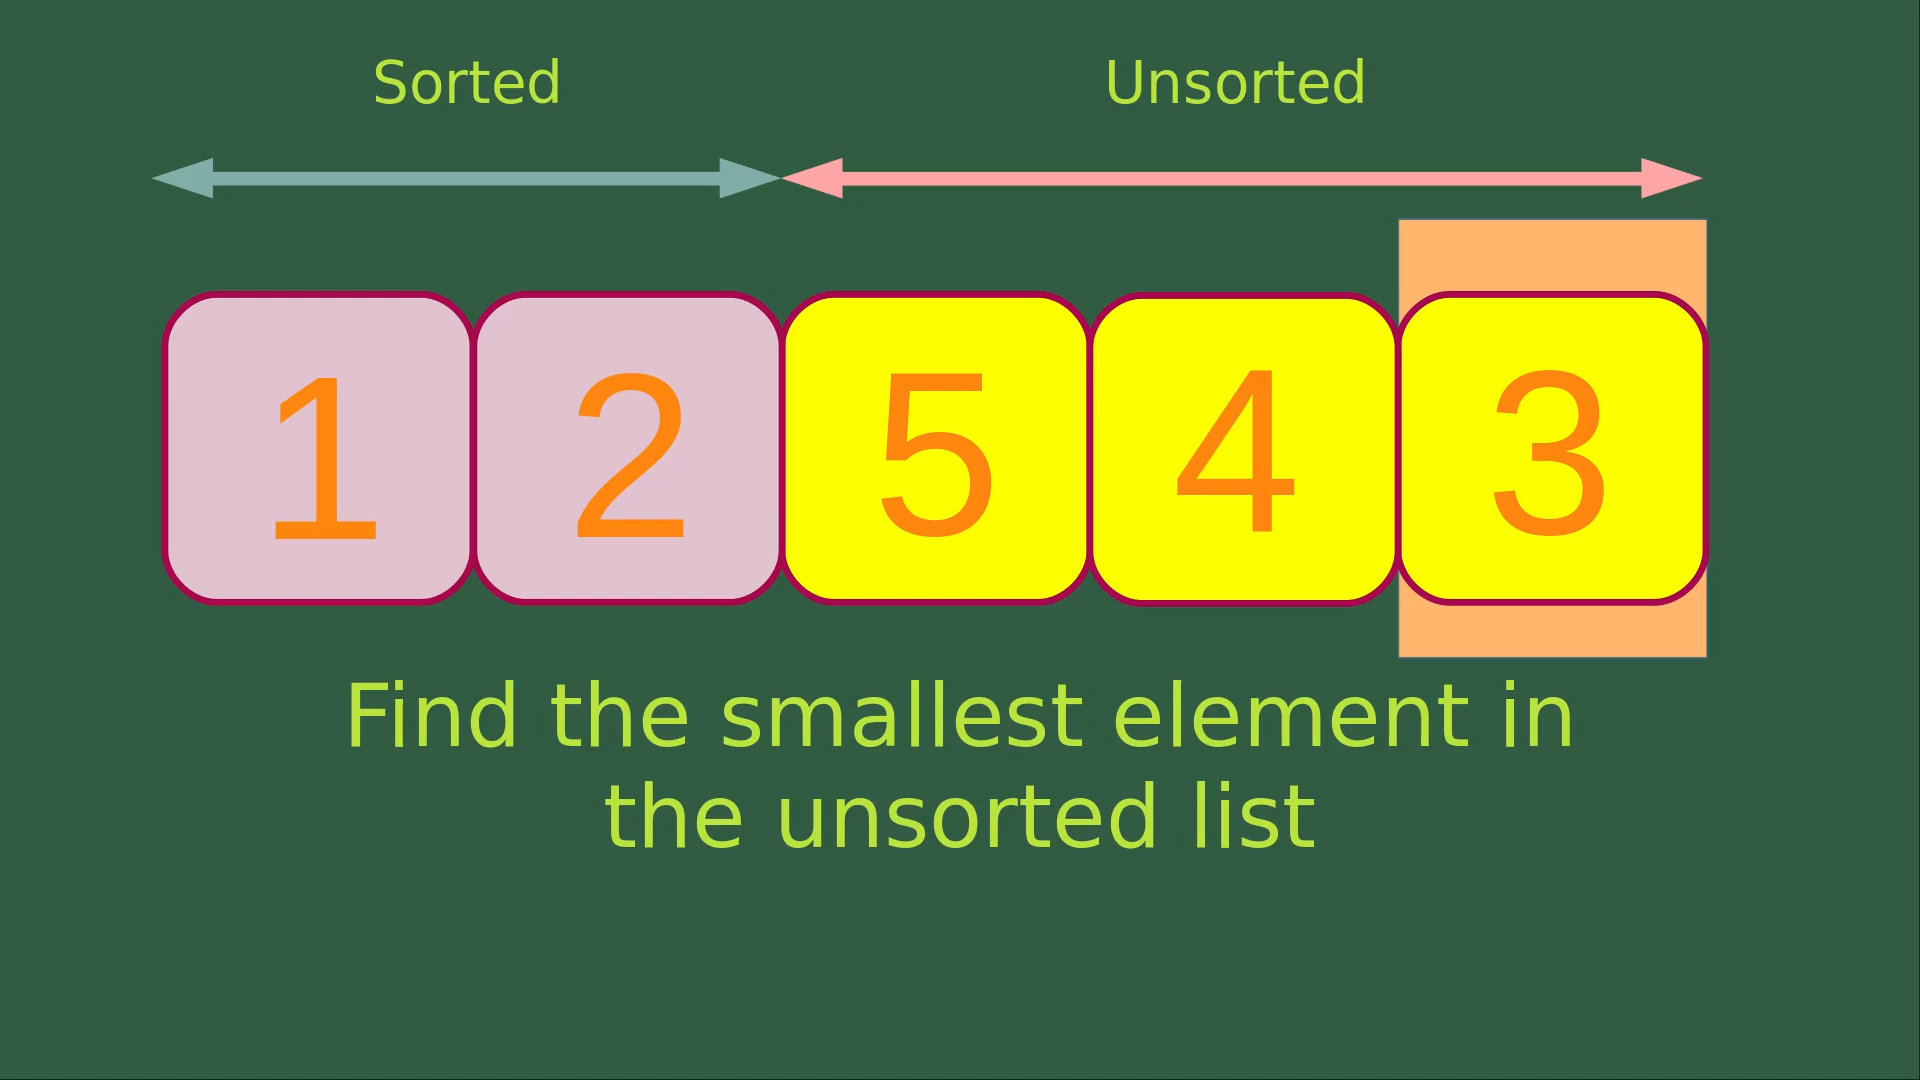 Sorted Unsorted
1 2 5 4 3
Find the smallest element in
the unsorted list